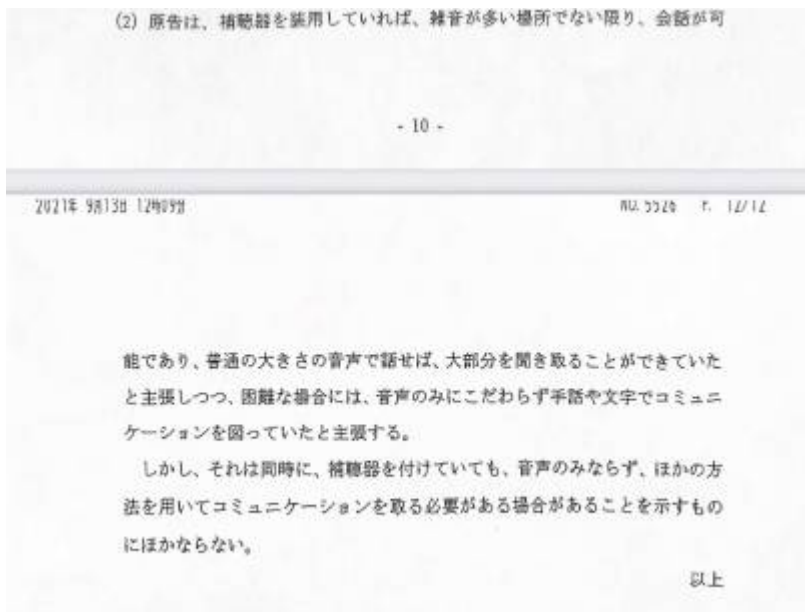 (2) 原告は、補聴器を装用していれば、雑音が多い場所でない限り、会話が可
- 10 -
2021年 9月13日 12時09分 NO. 5526 P. 12/12
能であり、普通の大きさの音声で話せば、大部分を聞き取ることができていた
と主張しつつ、困難な場合には、音声のみにこだわらず手話や文字でコミュニ
ケーションを図っていたと主張する。
しかし、それは同時に、補聴器を付けていても、音声のみならず、ほかの方
法を用いてコミュニケーションを取る必要がある場合があることを示すもの
にほかならない。
以上